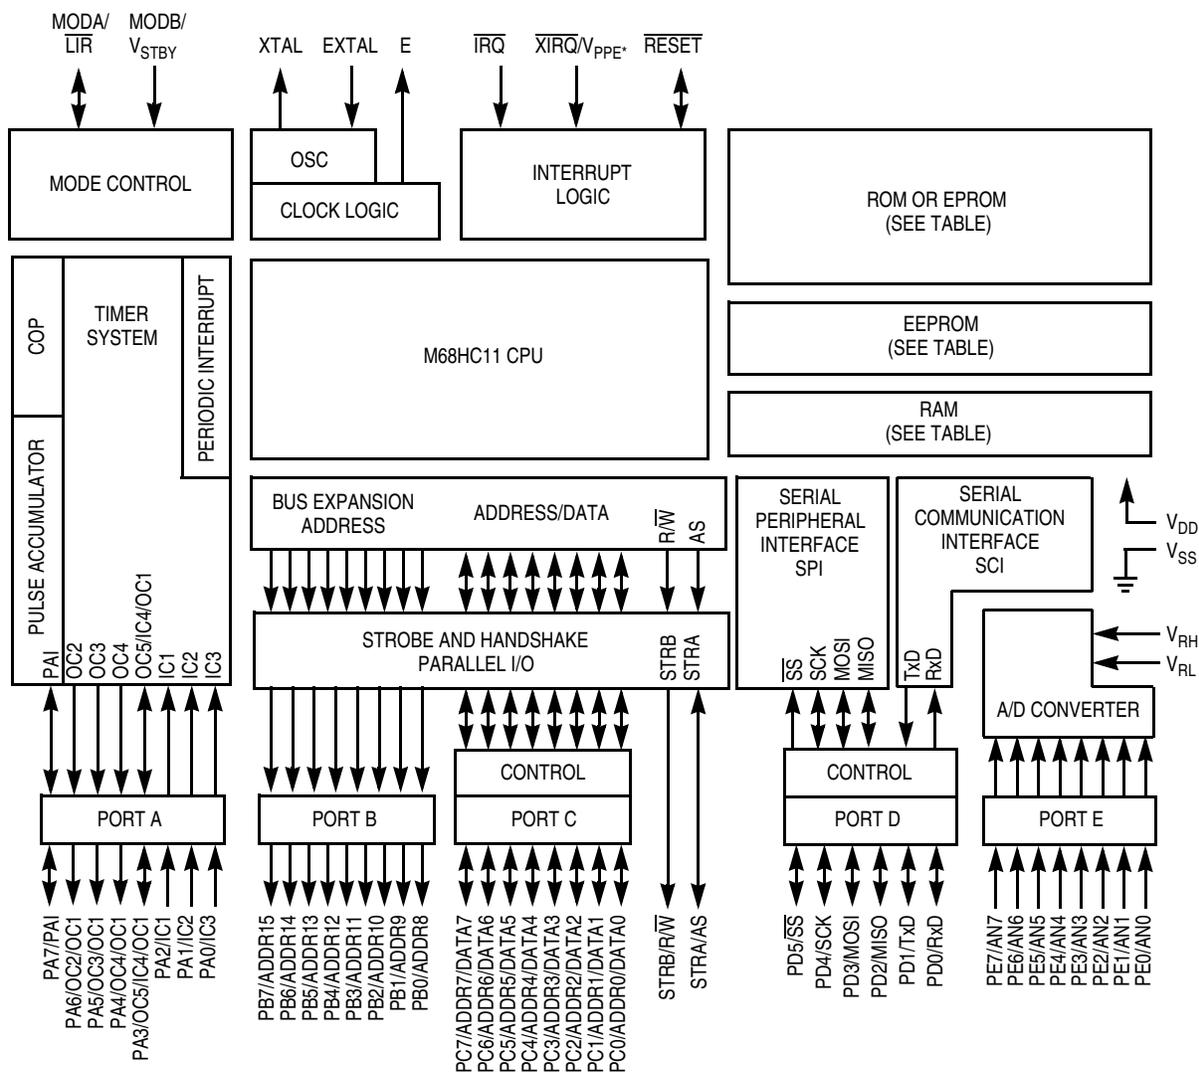 MODA/
L̅I̅R̅
MODB/
VSTBY
XTAL
EXTAL
E
I̅R̅Q̅
X̅I̅R̅Q̅/VPPE*
R̅E̅S̅E̅T̅
MODE CONTROL
OSC
CLOCK LOGIC
INTERRUPT
LOGIC
ROM OR EPROM
(SEE TABLE)
COP
TIMER
SYSTEM
PERIODIC INTERRUPT
M68HC11 CPU
EEPROM
(SEE TABLE)
RAM
(SEE TABLE)
PULSE ACCUMULATOR
BUS EXPANSION
ADDRESS
ADDRESS/DATA
R/W̅
AS
SERIAL
PERIPHERAL
INTERFACE
SPI
SERIAL
COMMUNICATION
INTERFACE
SCI
VDD
VSS
PAI
OC2
OC3
OC4
OC5/IC4/OC1
IC1
IC2
IC3
STROBE AND HANDSHAKE
PARALLEL I/O
STRB
STRA
S̅S̅
SCK
MOSI
MISO
TxD
RxD
VRH
VRL
A/D CONVERTER
CONTROL
CONTROL
PORT A
PORT B
PORT C
PORT D
PORT E
PA7/PAI
PA6/OC2/OC1
PA5/OC3/OC1
PA4/OC4/OC1
PA3/OC5/IC4/OC1
PA2/IC1
PA1/IC2
PA0/IC3
PB7/ADDR15
PB6/ADDR14
PB5/ADDR13
PB4/ADDR12
PB3/ADDR11
PB2/ADDR10
PB1/ADDR9
PB0/ADDR8
PC7/ADDR7/DATA7
PC6/ADDR6/DATA6
PC5/ADDR5/DATA5
PC4/ADDR4/DATA4
PC3/ADDR3/DATA3
PC2/ADDR2/DATA2
PC1/ADDR1/DATA1
PC0/ADDR0/DATA0
STRB/R/W̅
STRA/AS
PD5/S̅S̅
PD4/SCK
PD3/MOSI
PD2/MISO
PD1/TxD
PD0/RxD
PE7/AN7
PE6/AN6
PE5/AN5
PE4/AN4
PE3/AN3
PE2/AN2
PE1/AN1
PE0/AN0